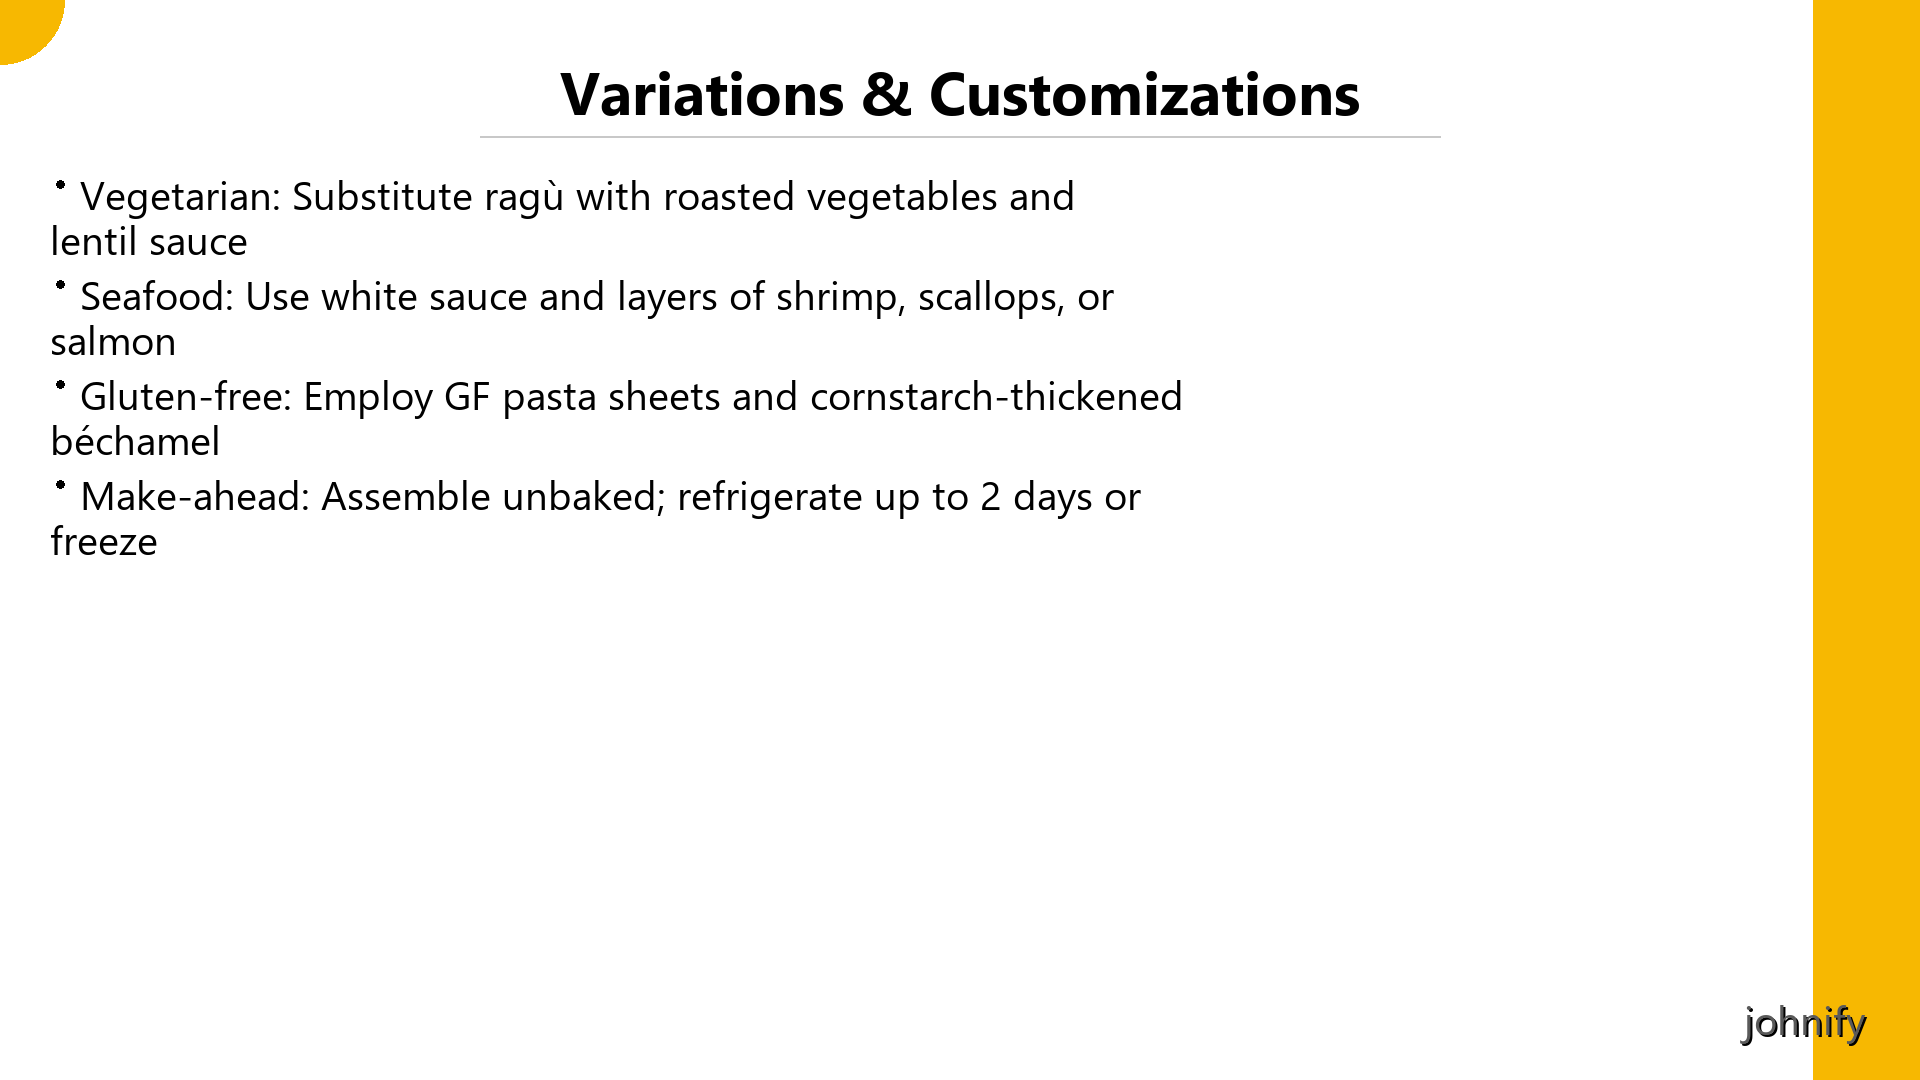 Variations & Customizations
• Vegetarian: Substitute ragù with roasted vegetables and
lentil sauce
• Seafood: Use white sauce and layers of shrimp, scallops, or
salmon
• Gluten-free: Employ GF pasta sheets and cornstarch-thickened
béchamel
• Make-ahead: Assemble unbaked; refrigerate up to 2 days or
freeze
johnify